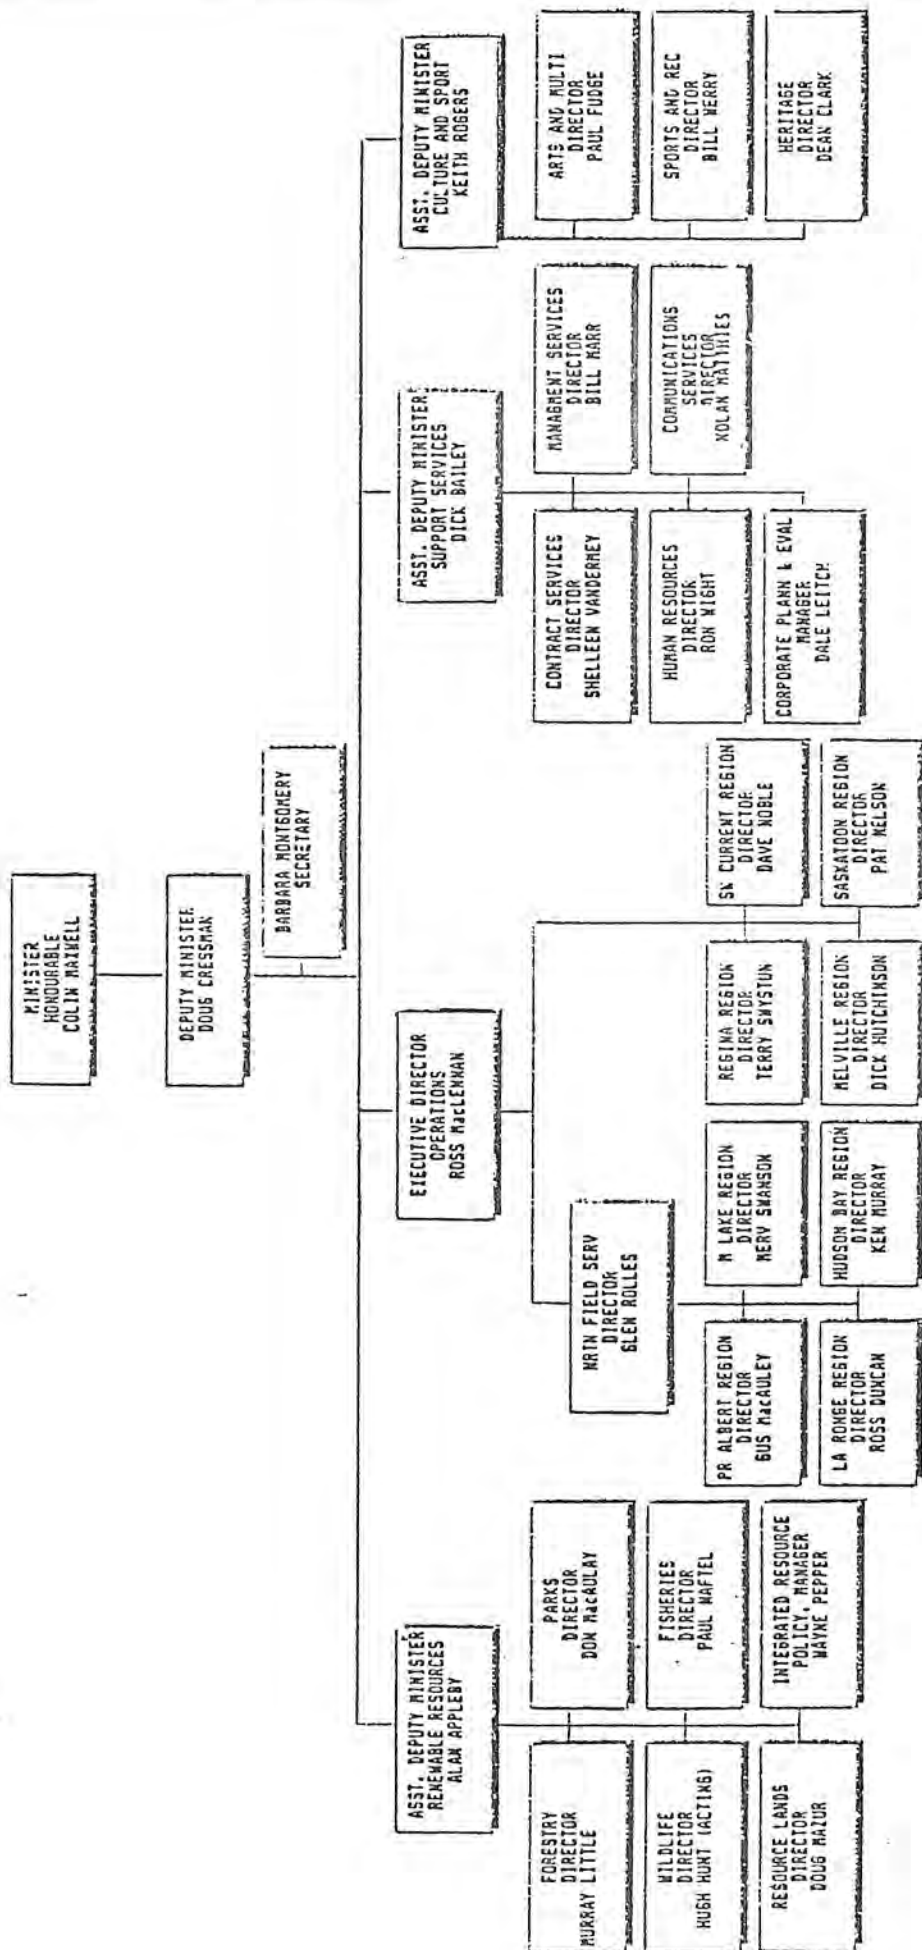 MINISTER
HONOURABLE
COLIN MAXWELL
DEPUTY MINISTER
DOUG CRESSMAN
BARBARA MONTGOMERY
SECRETARY
ASST. DEPUTY MINISTER
RENEWABLE RESOURCES
ALAN APPLEBY
EXECUTIVE DIRECTOR
OPERATIONS
ROSS MacLENNAN
ASST. DEPUTY MINISTER
SUPPORT SERVICES
DICK BAILEY
ASST. DEPUTY MINISTER
CULTURE AND SPORT
KEITH ROGERS
FORESTRY
DIRECTOR
MURRAY LITTLE
PARKS
DIRECTOR
DON MacAULAY
WILDLIFE
DIRECTOR
HUGH HUNT (ACTING)
FISHERIES
DIRECTOR
PAUL NAFTEL
RESOURCE LANDS
DIRECTOR
DOUG MAZUR
INTEGRATED RESOURCE
POLICY, MANAGER
WAYNE PEPPER
NRTN FIELD SERV
DIRECTOR
GLEN ROLLES
PR ALBERT REGION
DIRECTOR
GUS MacAULEY
M LAKE REGION
DIRECTOR
MERV SWANSON
REGINA REGION
DIRECTOR
TERRY SWYSTUN
SW CURRENT REGION
DIRECTOR
DAVE NOBLE
LA RONGE REGION
DIRECTOR
ROSS DUNCAN
HUDSON BAY REGION
DIRECTOR
KEN MURRAY
MELVILLE REGION
DIRECTOR
DICK HUTCHINSON
SASKATOON REGION
DIRECTOR
PAT NELSON
CONTRACT SERVICES
DIRECTOR
SHELLEEN VANDERMEY
MANAGMENT SERVICES
DIRECTOR
BILL MARR
HUMAN RESOURCES
DIRECTOR
RON WIGHT
COMMUNICATIONS
SERVICES
DIRECTOR
NOLAN MATTHIES
CORPORATE PLANN & EVAL
MANAGER
DALE LEITCH
ARTS AND MULTI
DIRECTOR
PAUL FUDGE
SPORTS AND REC
DIRECTOR
BILL WERRY
HERITAGE
DIRECTOR
DEAN CLARK